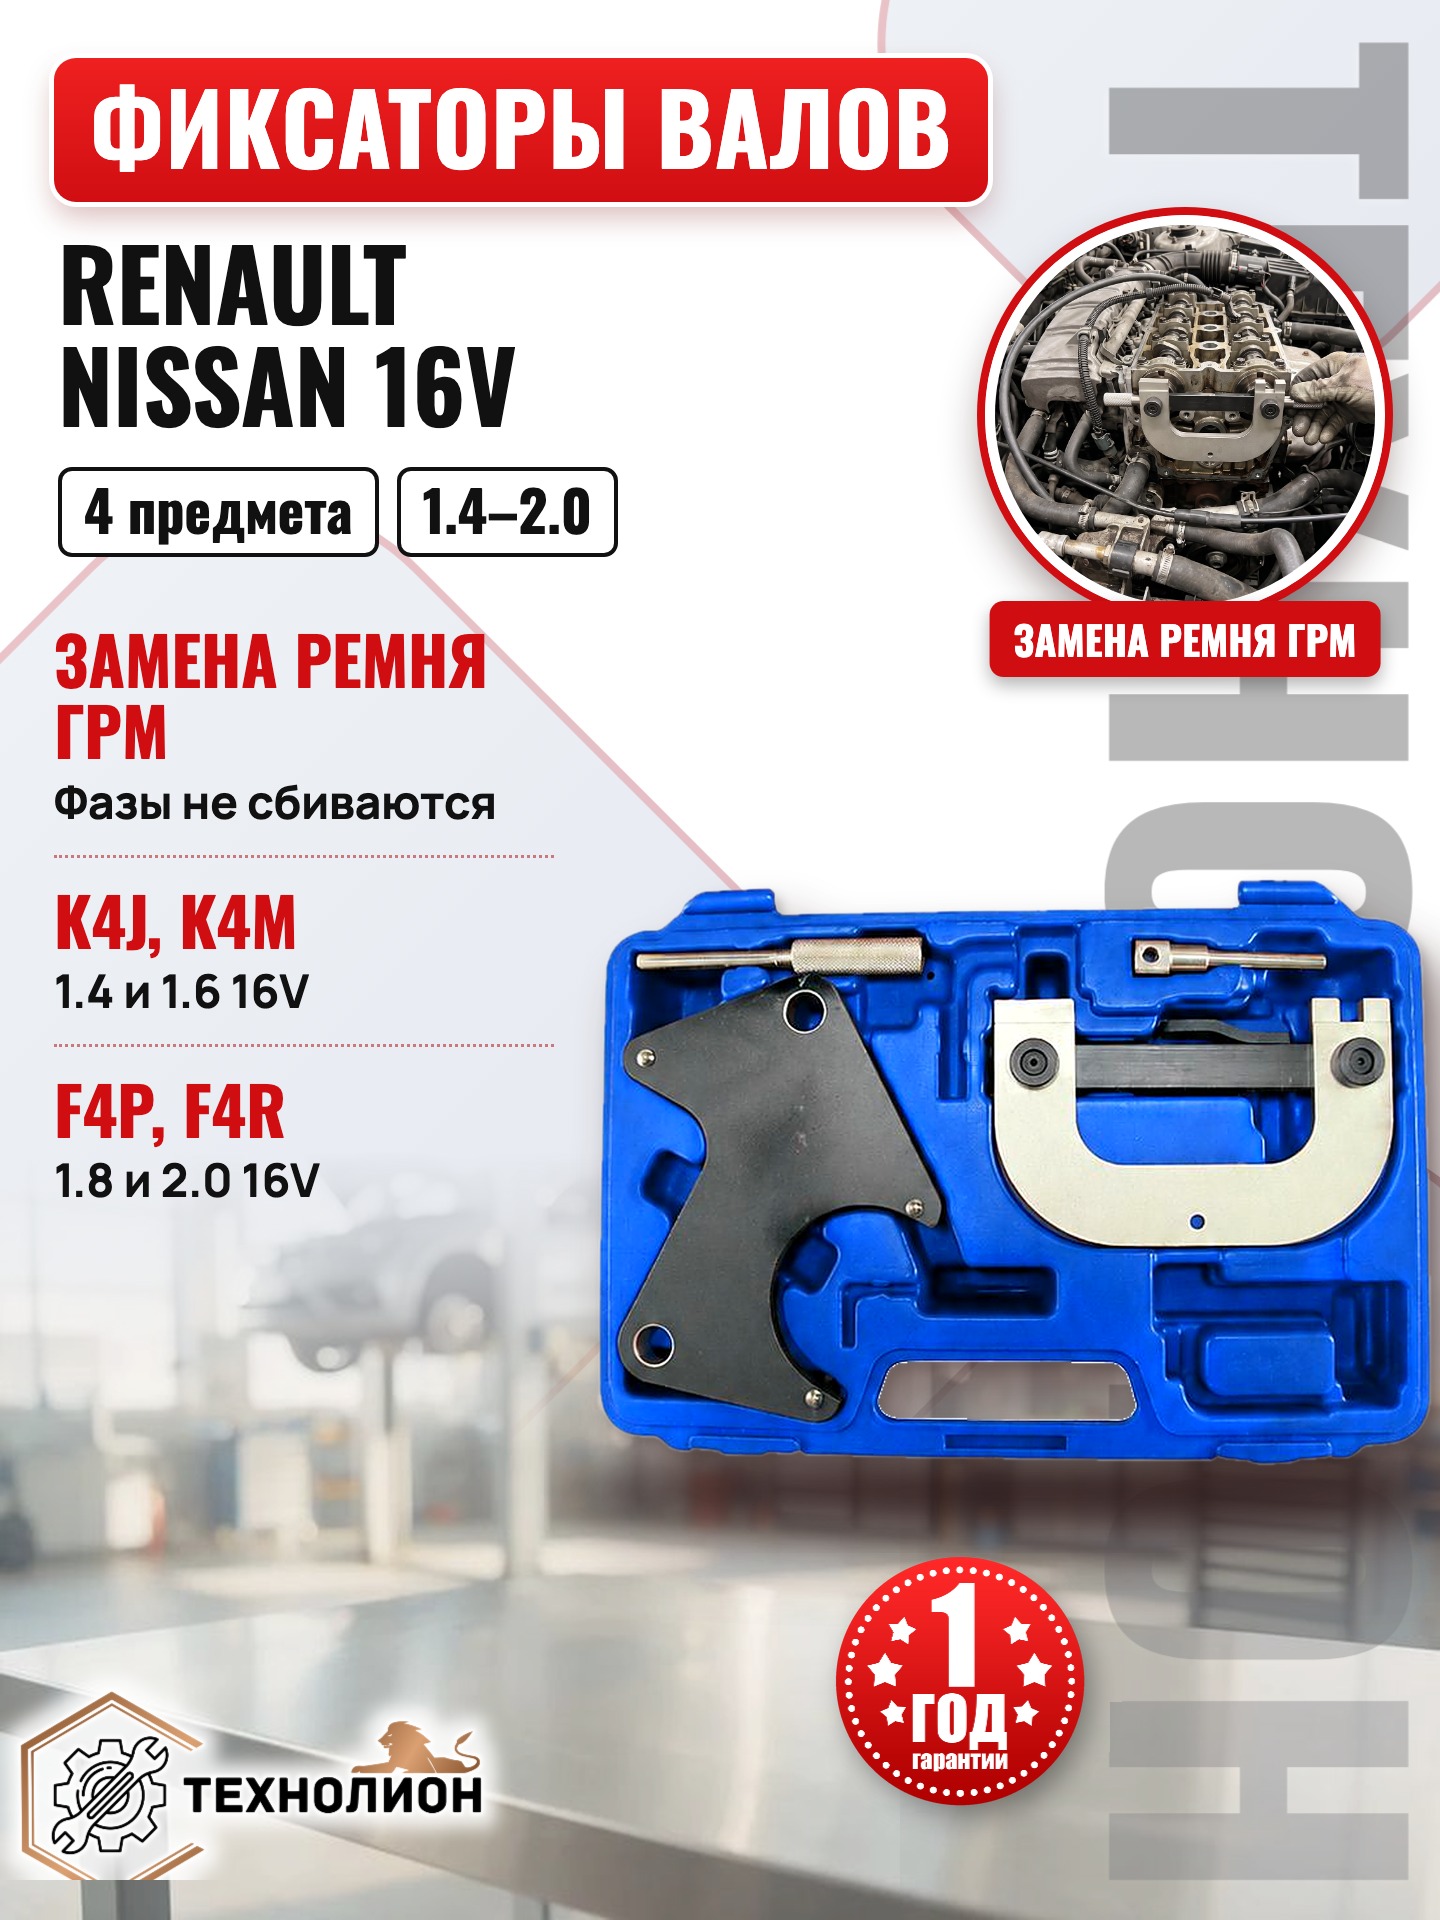 ФИКСАТОРЫ ВАЛОВ
RENAULT
NISSAN 16V
4 предмета
1.4–2.0
ЗАМЕНА РЕМНЯ ГРМ
ЗАМЕНА РЕМНЯ
ГРМ
Фазы не сбиваются
K4J, K4M
1.4 и 1.6 16V
F4P, F4R
1.8 и 2.0 16V
1
ГОД
гарантии
ТЕХНОЛИОН